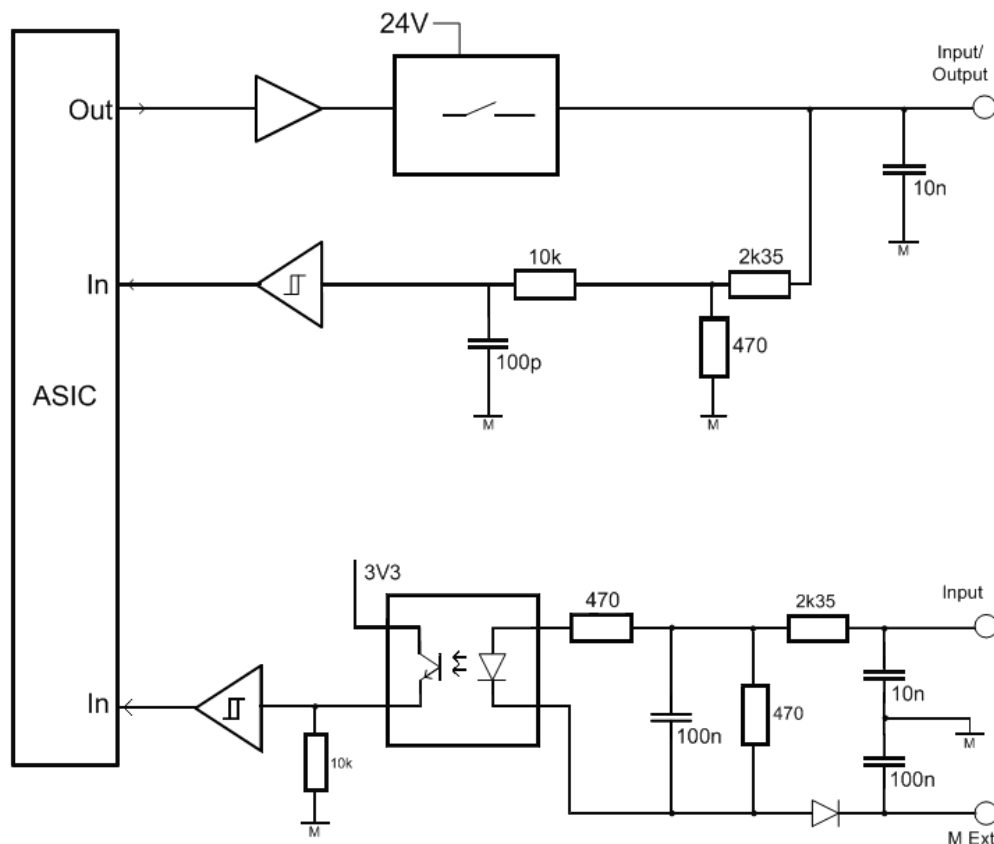 24V
Input/
Output
Out
10n
M
10k
2k35
In
470
100p
M
M
ASIC
3V3
470
2k35
Input
In
10n
470
100n
M
10k
100n
M
M Ext